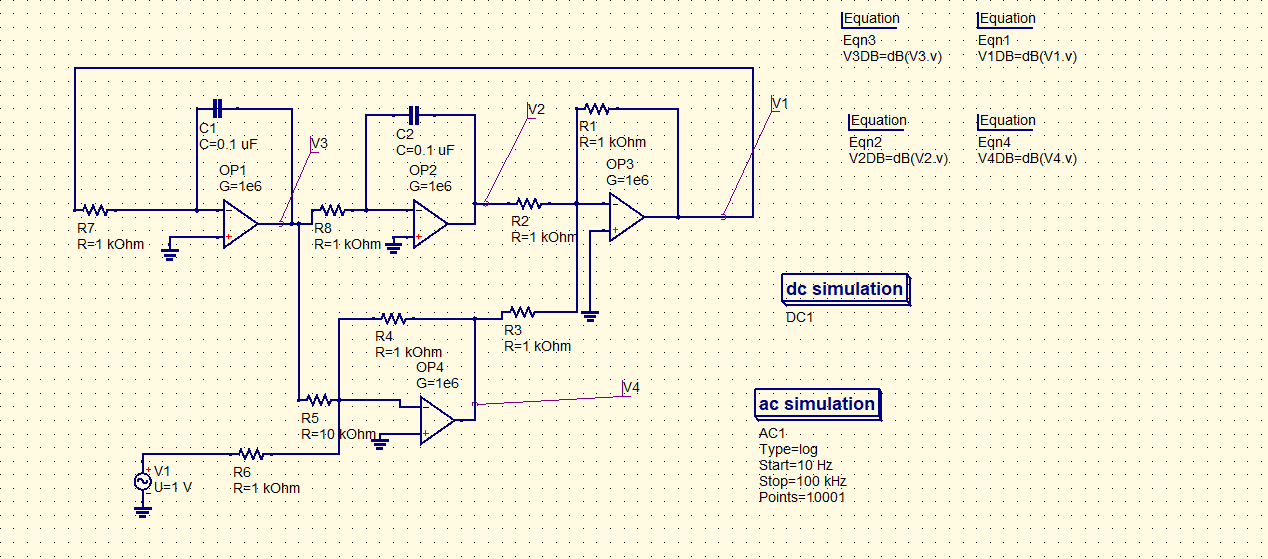 Equation
Eqn3
V3DB=dB(V3.v)
Equation
Eqn1
V1DB=dB(V1.v)
Equation
Eqn2
V2DB=dB(V2.v)
Equation
Eqn4
V4DB=dB(V4.v)
C1
C=0.1 uF
V3
OP1
G=1e6
C2
C=0.1 uF
V2
OP2
G=1e6
R1
R=1 kOhm
V1
OP3
G=1e6
R7
R=1 kOhm
R8
R=1 kOhm
R2
R=1 kOhm
R4
R=1 kOhm
R3
R=1 kOhm
OP4
G=1e6
V4
R5
R=10 kOhm
V1
U=1 V
R6
R=1 kOhm
dc simulation
DC1
ac simulation
AC1
Type=log
Start=10 Hz
Stop=100 kHz
Points=10001